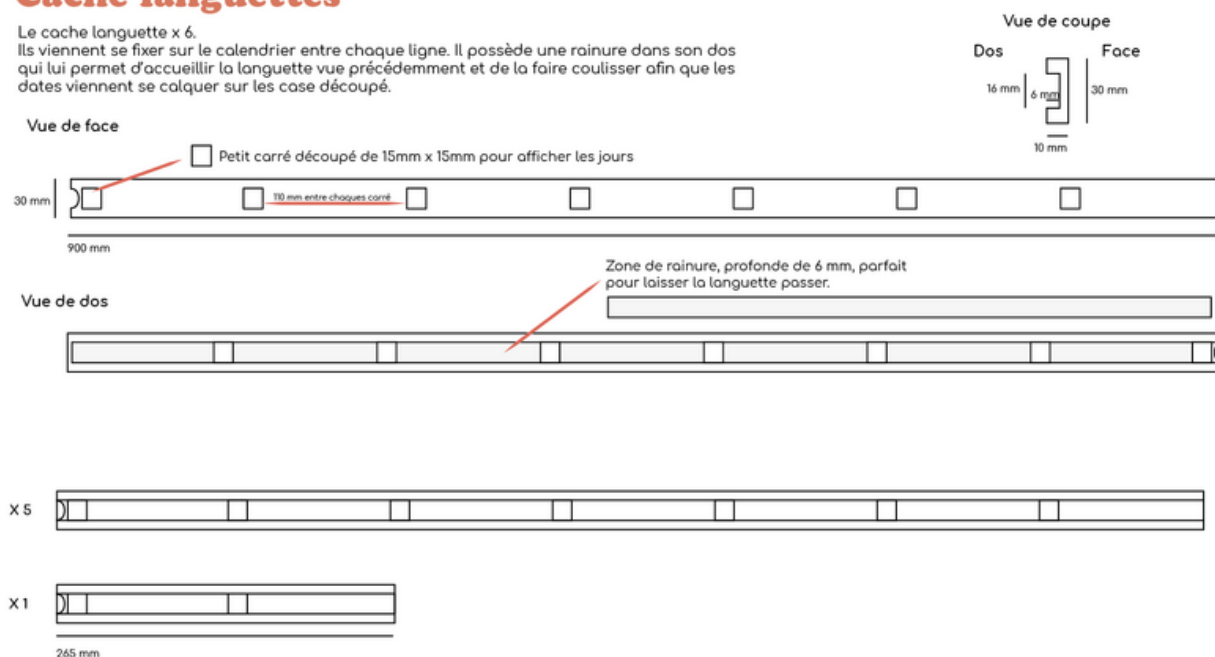 Cache languettes
Le cache languette x 6.
Ils viennent se fixer sur le calendrier entre chaque ligne. Il possède une rainure dans son dos
qui lui permet d'accueillir la languette vue précédemment et de la faire coulisser afin que les
dates viennent se calquer sur les case découpé.
Vue de coupe
Dos
Face
16 mm
6 mm
30 mm
10 mm
Vue de face
Petit carré découpé de 15mm x 15mm pour afficher les jours
30 mm
110 mm entre chaques carré
900 mm
Zone de rainure, profonde de 6 mm, parfait
pour laisser la languette passer.
Vue de dos
X 5
X 1
265 mm